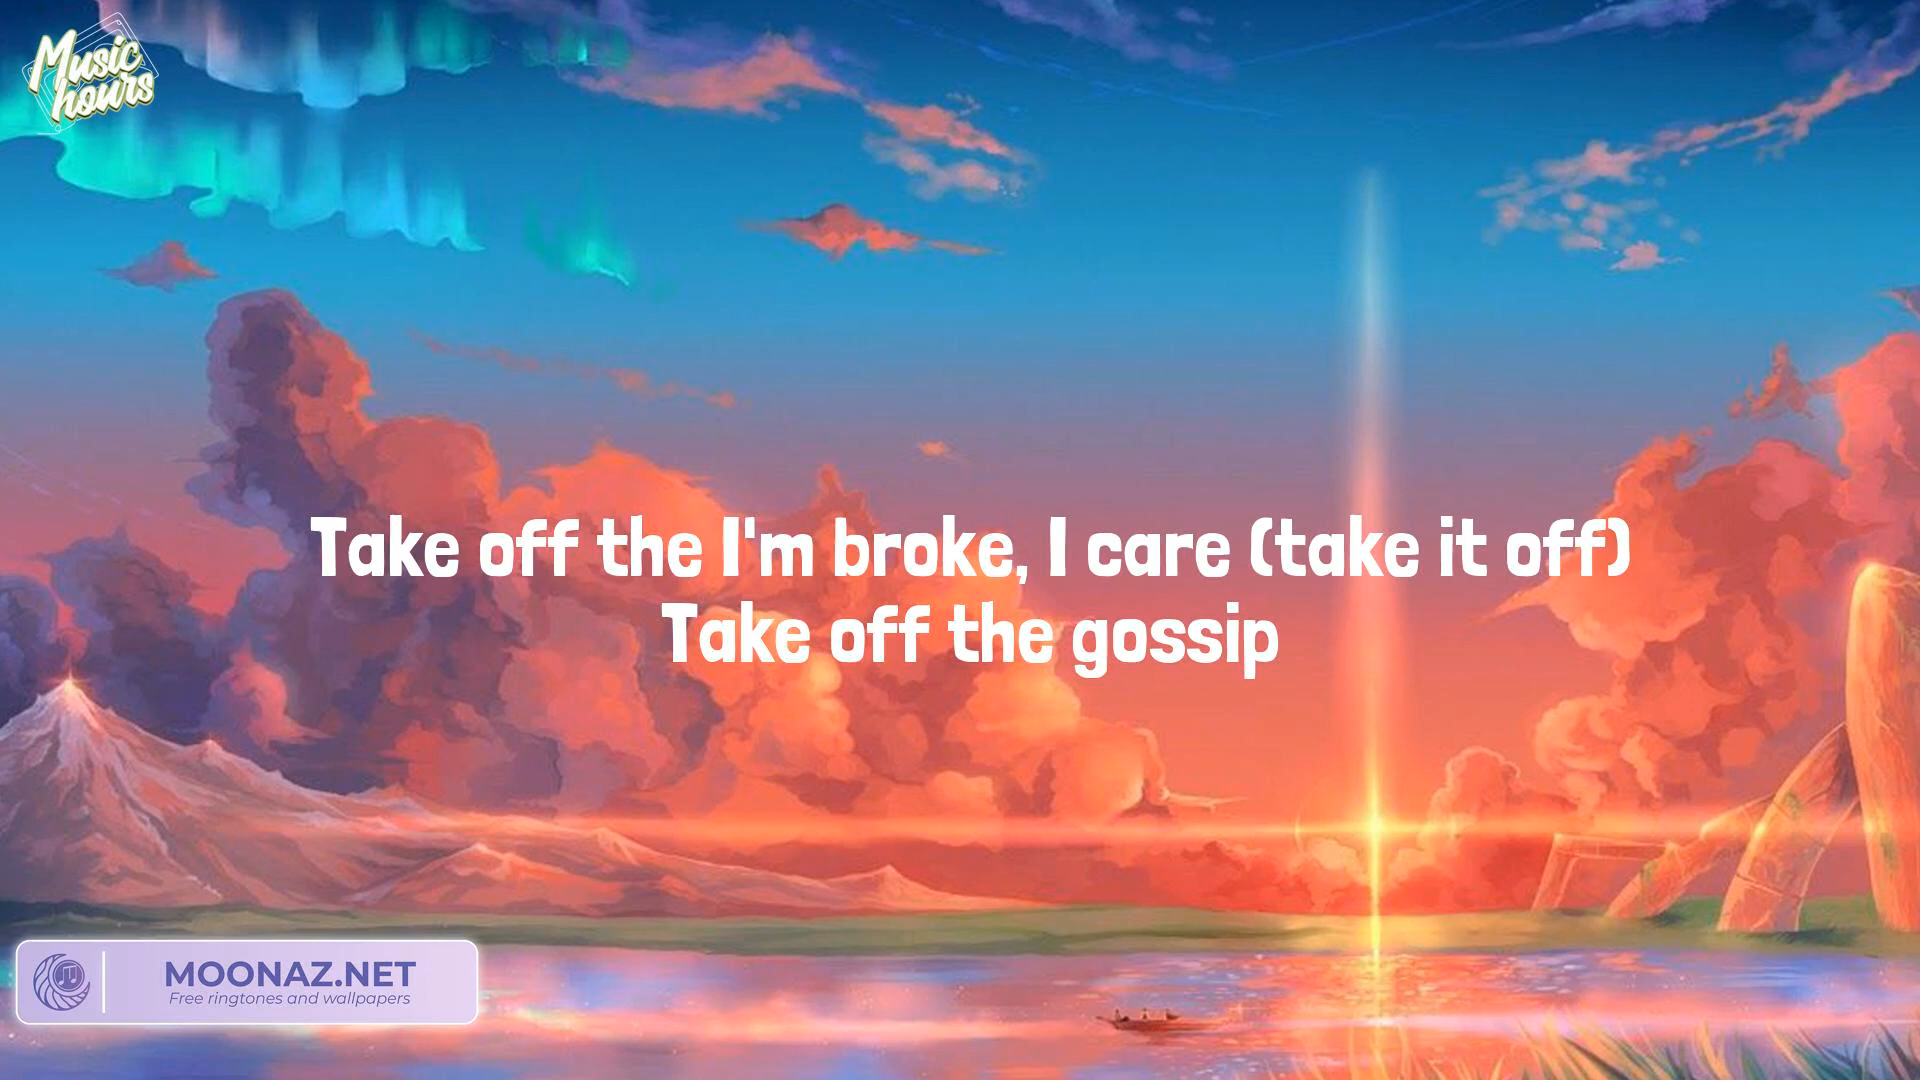 Music
hours
Take off the I'm broke, I care (take it off)
Take off the gossip
MOONAZ.NET
Free ringtones and wallpapers